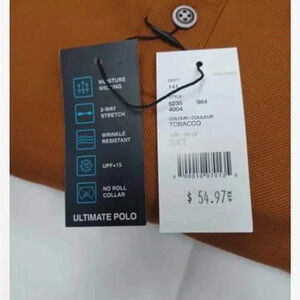 MOISTURE
WICKING
2-WAY
STRETCH
WRINKLE
RESISTANT
UPF+15
NO ROLL
COLLAR
ULTIMATE POLO
DEPT
141
STYLE
5235 964
4004
COLOUR / COULEUR
TOBACCO
SIZE / TAILLE
$ 54.97